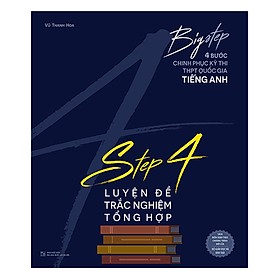 Vũ Thanh Hoa
Bigstep
4 BƯỚC
CHINH PHỤC KỲ THI
THPT QUỐC GIA
TIẾNG ANH
4
Step 4
LUYỆN ĐỀ
TRẮC NGHIỆM
TỔNG HỢP